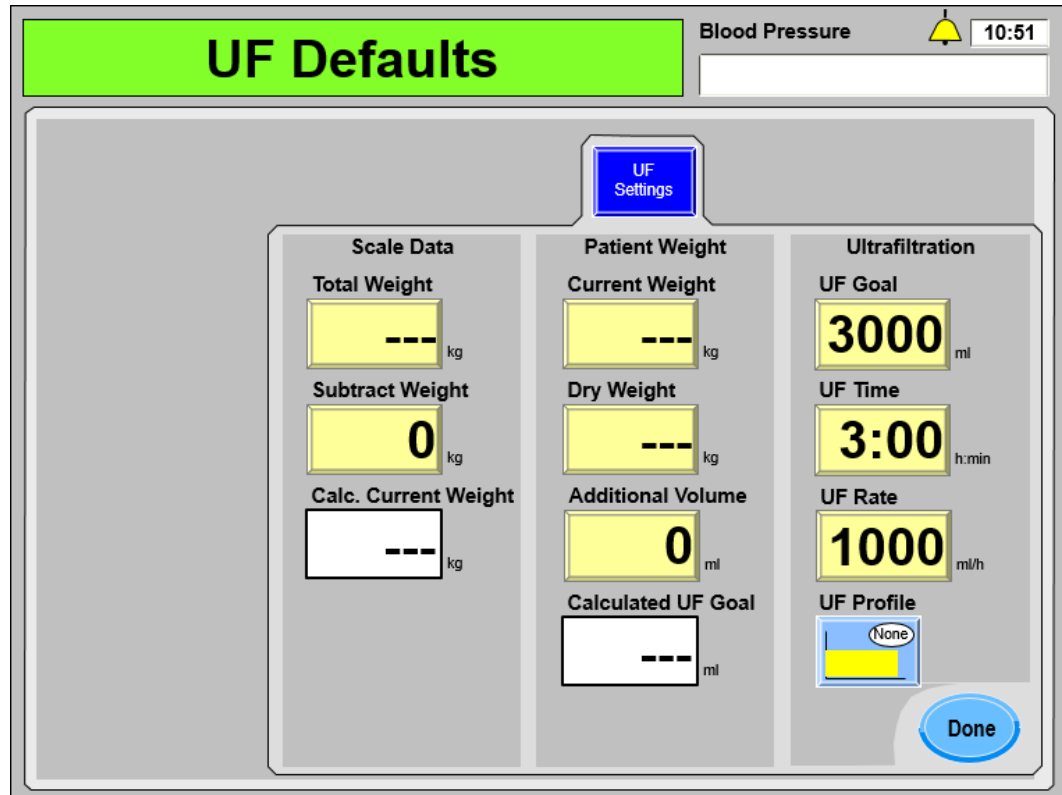 UF Defaults
Blood Pressure
10:51
UF
Settings
Scale Data
Total Weight
--- kg
Subtract Weight
0 kg
Calc. Current Weight
--- kg
Patient Weight
Current Weight
--- kg
Dry Weight
--- kg
Additional Volume
0 ml
Calculated UF Goal
--- ml
Ultrafiltration
UF Goal
3000 ml
UF Time
3:00 h:min
UF Rate
1000 ml/h
UF Profile
None
Done